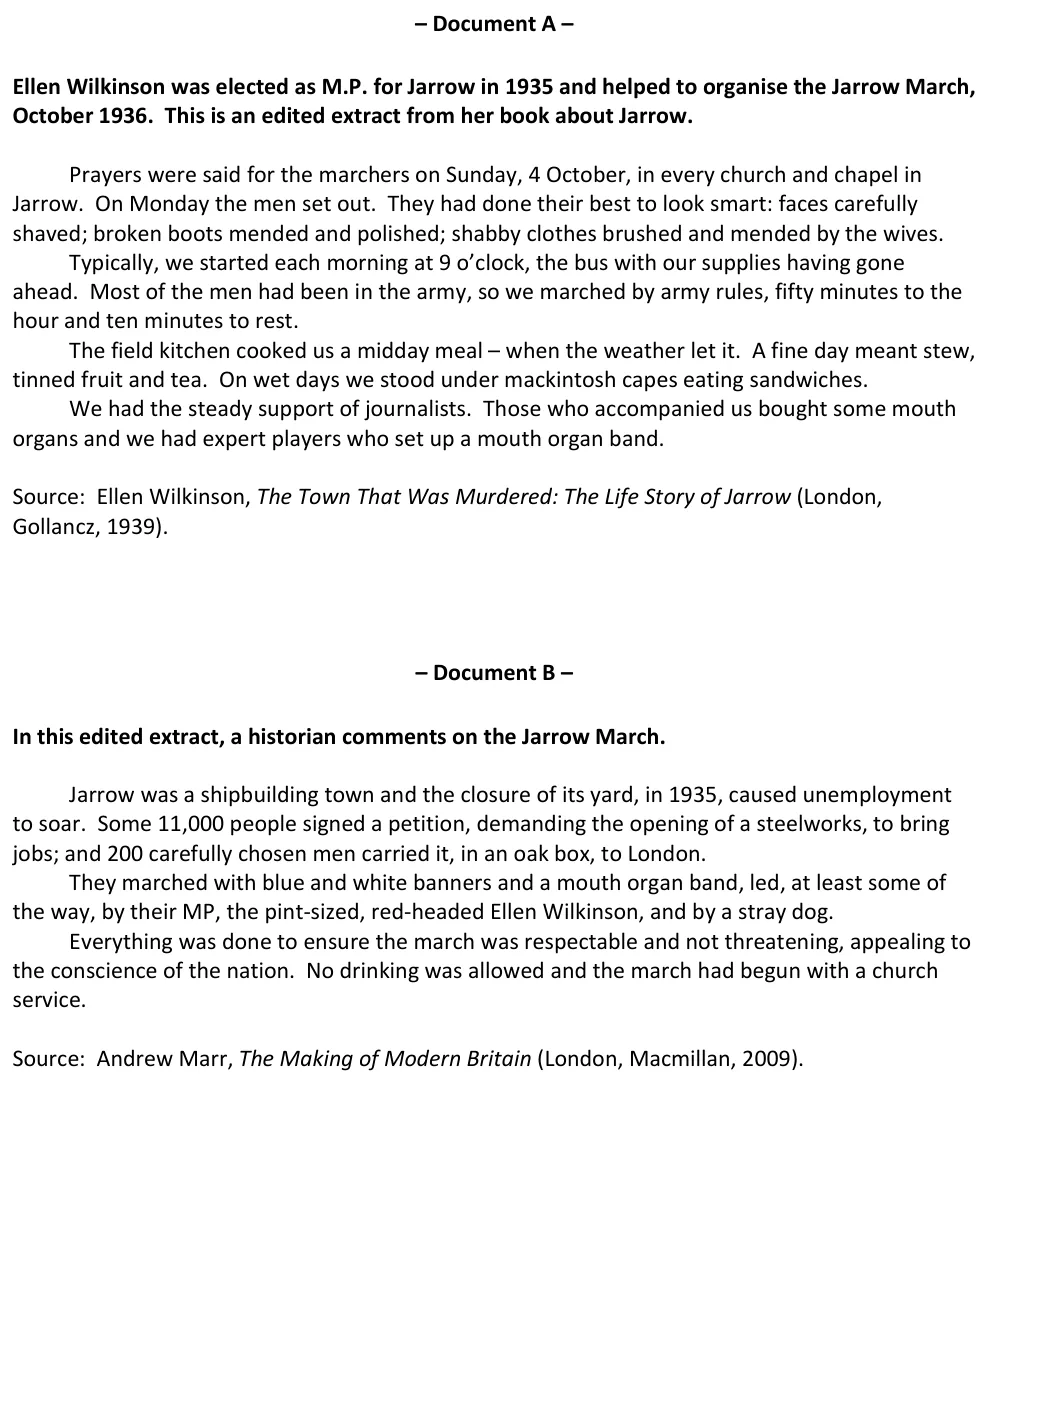 – Document A –
Ellen Wilkinson was elected as M.P. for Jarrow in 1935 and helped to organise the Jarrow March,
October 1936.  This is an edited extract from her book about Jarrow.
Prayers were said for the marchers on Sunday, 4 October, in every church and chapel in
Jarrow.  On Monday the men set out.  They had done their best to look smart: faces carefully
shaved; broken boots mended and polished; shabby clothes brushed and mended by the wives.
Typically, we started each morning at 9 o’clock, the bus with our supplies having gone
ahead.  Most of the men had been in the army, so we marched by army rules, fifty minutes to the
hour and ten minutes to rest.
The field kitchen cooked us a midday meal – when the weather let it.  A fine day meant stew,
tinned fruit and tea.  On wet days we stood under mackintosh capes eating sandwiches.
We had the steady support of journalists.  Those who accompanied us bought some mouth
organs and we had expert players who set up a mouth organ band.
Source:  Ellen Wilkinson, The Town That Was Murdered: The Life Story of Jarrow (London,
Gollancz, 1939).
– Document B –
In this edited extract, a historian comments on the Jarrow March.
Jarrow was a shipbuilding town and the closure of its yard, in 1935, caused unemployment
to soar.  Some 11,000 people signed a petition, demanding the opening of a steelworks, to bring
jobs; and 200 carefully chosen men carried it, in an oak box, to London.
They marched with blue and white banners and a mouth organ band, led, at least some of
the way, by their MP, the pint-sized, red-headed Ellen Wilkinson, and by a stray dog.
Everything was done to ensure the march was respectable and not threatening, appealing to
the conscience of the nation.  No drinking was allowed and the march had begun with a church
service.
Source:  Andrew Marr, The Making of Modern Britain (London, Macmillan, 2009).